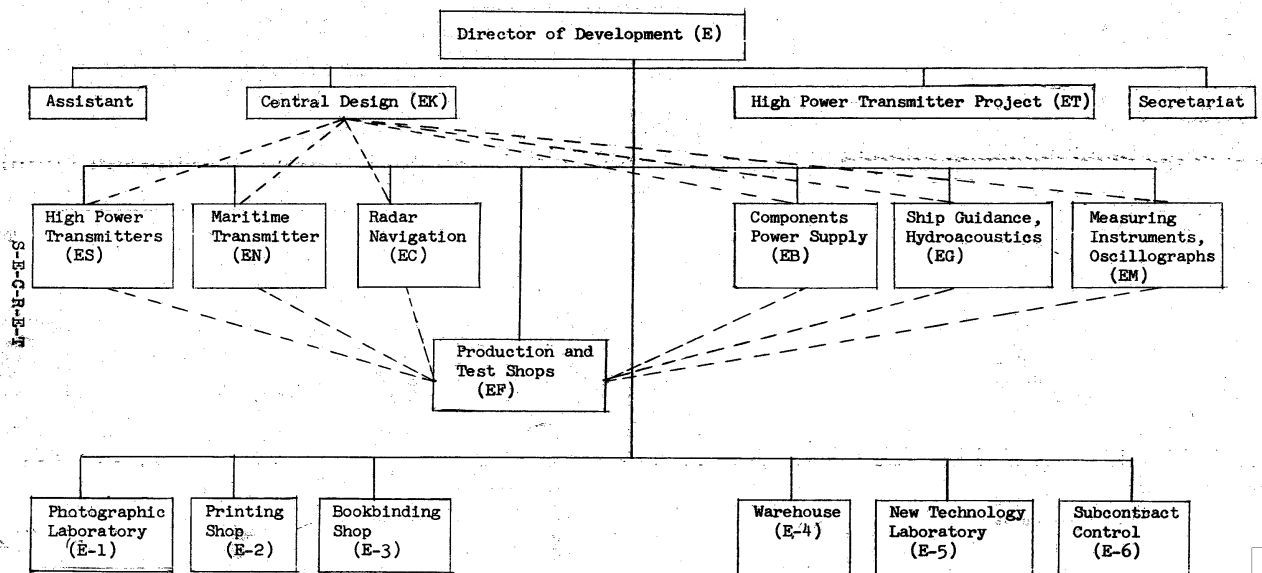 Director of Development (E)
Assistant
Central Design (EK)
High Power Transmitter Project (ET)
Secretariat
High Power
Transmitters
(ES)
Maritime
Transmitter
(EN)
Radar
Navigation
(EC)
Components
Power Supply
(EB)
Ship Guidance,
Hydroacoustics
(EG)
Measuring
Instruments,
Oscillographs
(EM)
S-E-C-R-E-T
Production and
Test Shops
(EF)
Photographic
Laboratory
(E-1)
Printing
Shop
(E-2)
Bookbinding
Shop
(E-3)
Warehouse
(E-4)
New Technology
Laboratory
(E-5)
Subcontract
Control
(E-6)